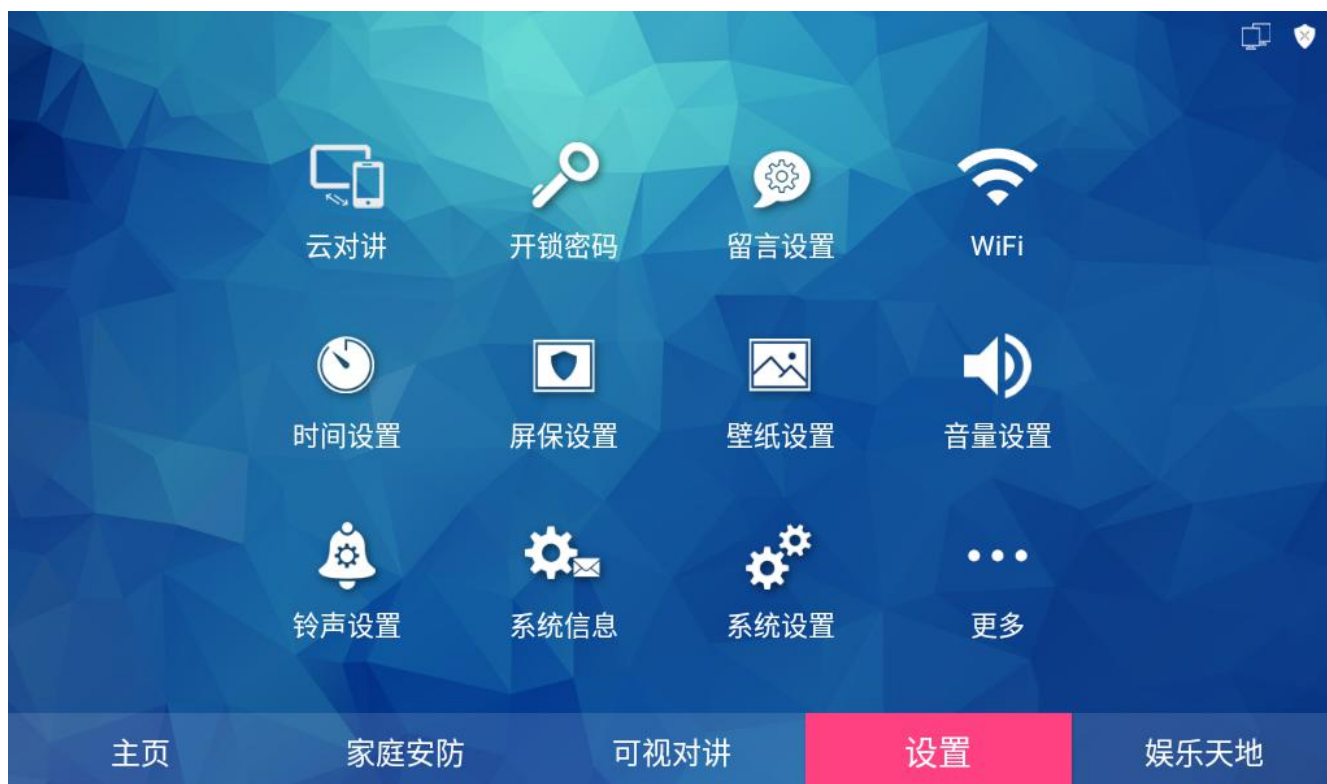 云对讲 开锁密码 留言设置 WiFi
时间设置 屏保设置 壁纸设置 音量设置
铃声设置 系统信息 系统设置 更多
主页 家庭安防 可视对讲 设置 娱乐天地